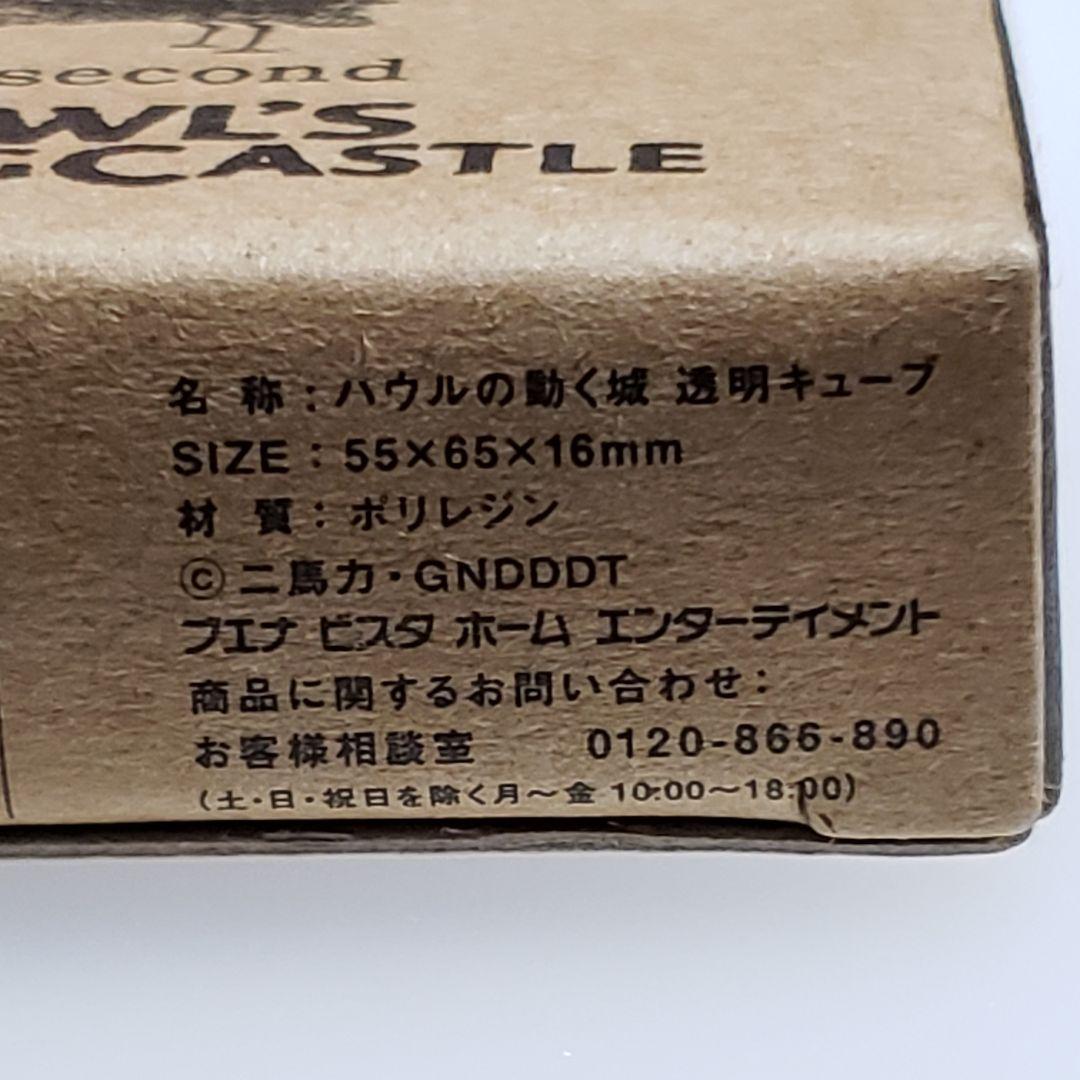 second
WL'S
CASTLE
名 称：ハウルの動く城 透明キューブ
SIZE：55×65×16mm
材 質：ポリレジン
©二馬力・GNDDDT
ブエナ ビスタ ホーム エンターテイメント
商品に関するお問い合わせ：
お客様相談室 0120-866-890
（土・日・祝日を除く月～金 10:00～18:00）